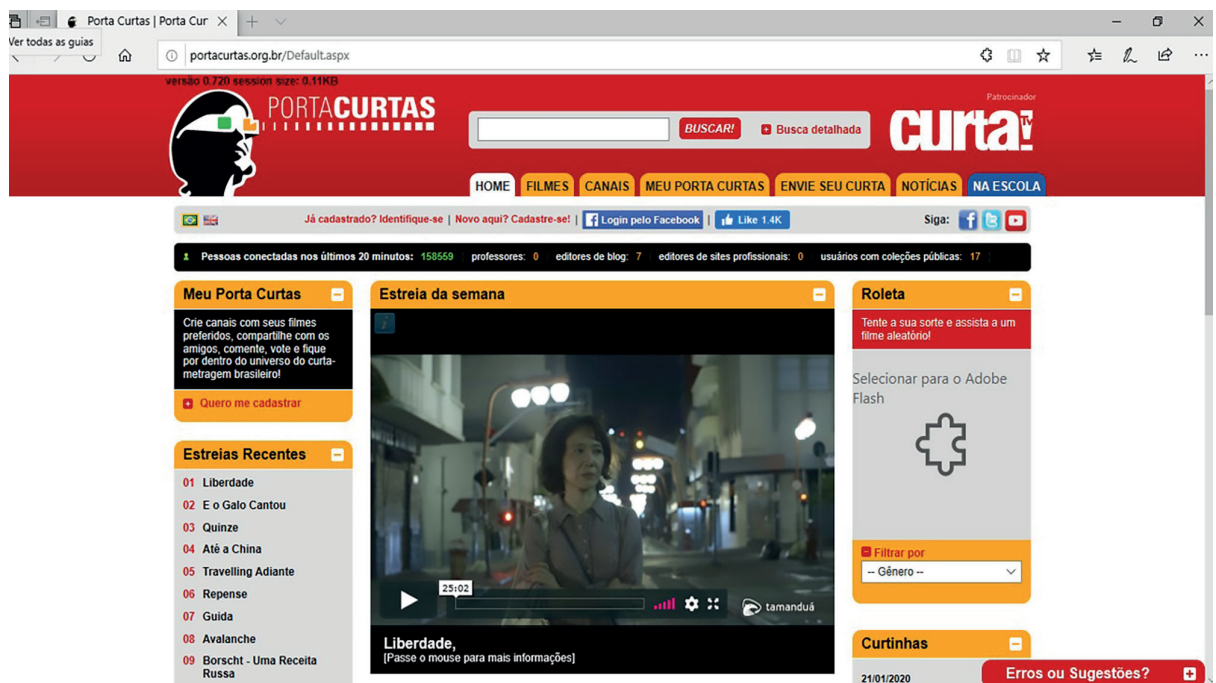 Porta Curtas | Porta Cur
Ver todas as guias
portacurtas.org.br/Default.aspx
versão 0.720 session size: 0.11KB
PORTACURTAS
BUSCAR!
Busca detalhada
Patrocinador
curta!
TV
HOME
FILMES
CANAIS
MEU PORTA CURTAS
ENVIE SEU CURTA
NOTÍCIAS
NA ESCOLA
Já cadastrado? Identifique-se | Novo aqui? Cadastre-se! | Login pelo Facebook | Like 1.4K
Siga:
Pessoas conectadas nos últimos 20 minutos: 158559 professores: 0 editores de blog: 7 editores de sites profissionais: 0 usuários com coleções públicas: 17
Meu Porta Curtas
Crie canais com seus filmes
preferidos, compartilhe com os
amigos, comente, vote e fique
por dentro do universo do curta-
metragem brasileiro!
Quero me cadastrar
Estreias Recentes
01 Liberdade
02 E o Galo Cantou
03 Quinze
04 Até a China
05 Travelling Adiante
06 Repense
07 Guida
08 Avalanche
09 Borscht - Uma Receita
Russa
Estreia da semana
25:02
tamanduá
Liberdade,
[Passe o mouse para mais informações]
Roleta
Tente a sua sorte e assista a um
filme aleatório!
Selecionar para o Adobe
Flash
Filtrar por
-- Gênero --
Curtinhas
21/01/2020
Erros ou Sugestões?